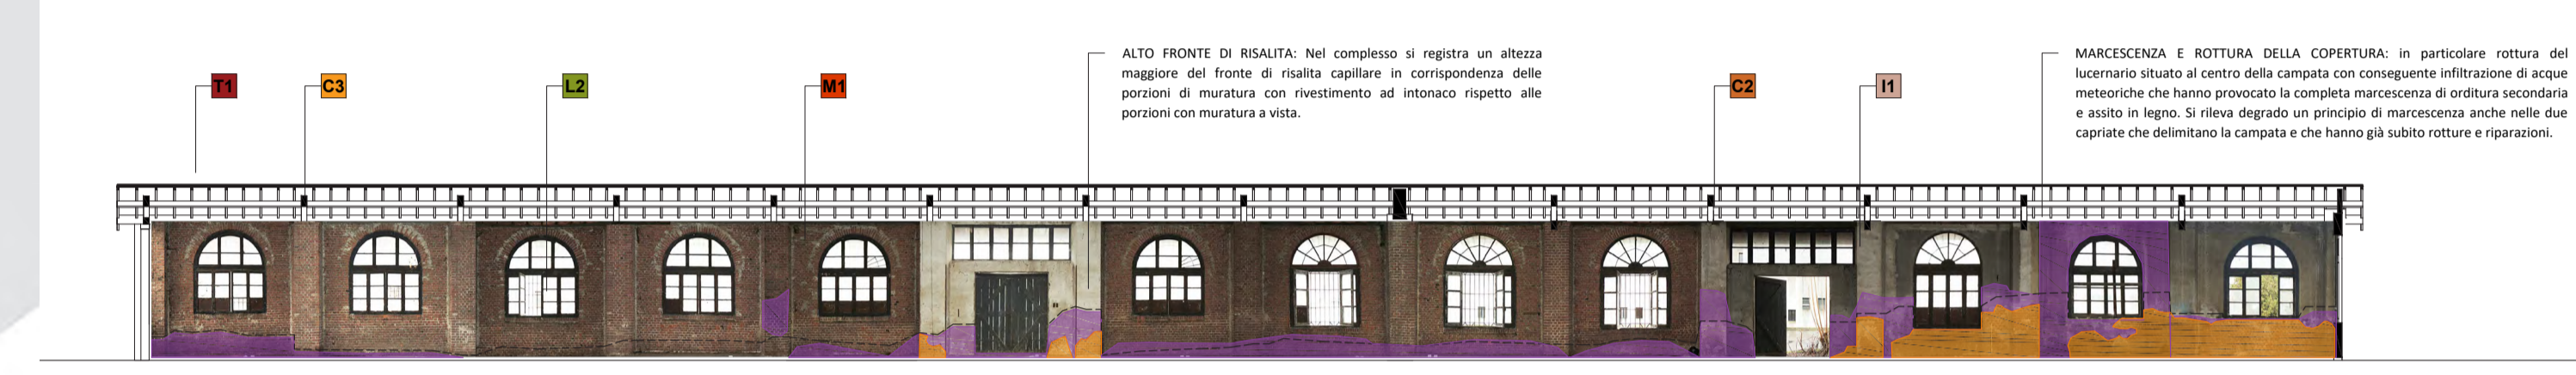 T1
C3
L2
M1
ALTO FRONTE DI RISALITA: Nel complesso si registra un altezza
maggiore del fronte di risalita capillare in corrispondenza delle
porzioni di muratura con rivestimento ad intonaco rispetto alle
porzioni con muratura a vista.
C2
I1
MARCESCENZA E ROTTURA DELLA COPERTURA: in particolare rottura del
lucernario situato al centro della campata con conseguente infiltrazione di acque
meteoriche che hanno provocato la completa marcescenza di orditura secondaria
e assito in legno. Si rileva degrado un principio di marcescenza anche nelle due
capriate che delimitano la campata e che hanno già subito rotture e riparazioni.